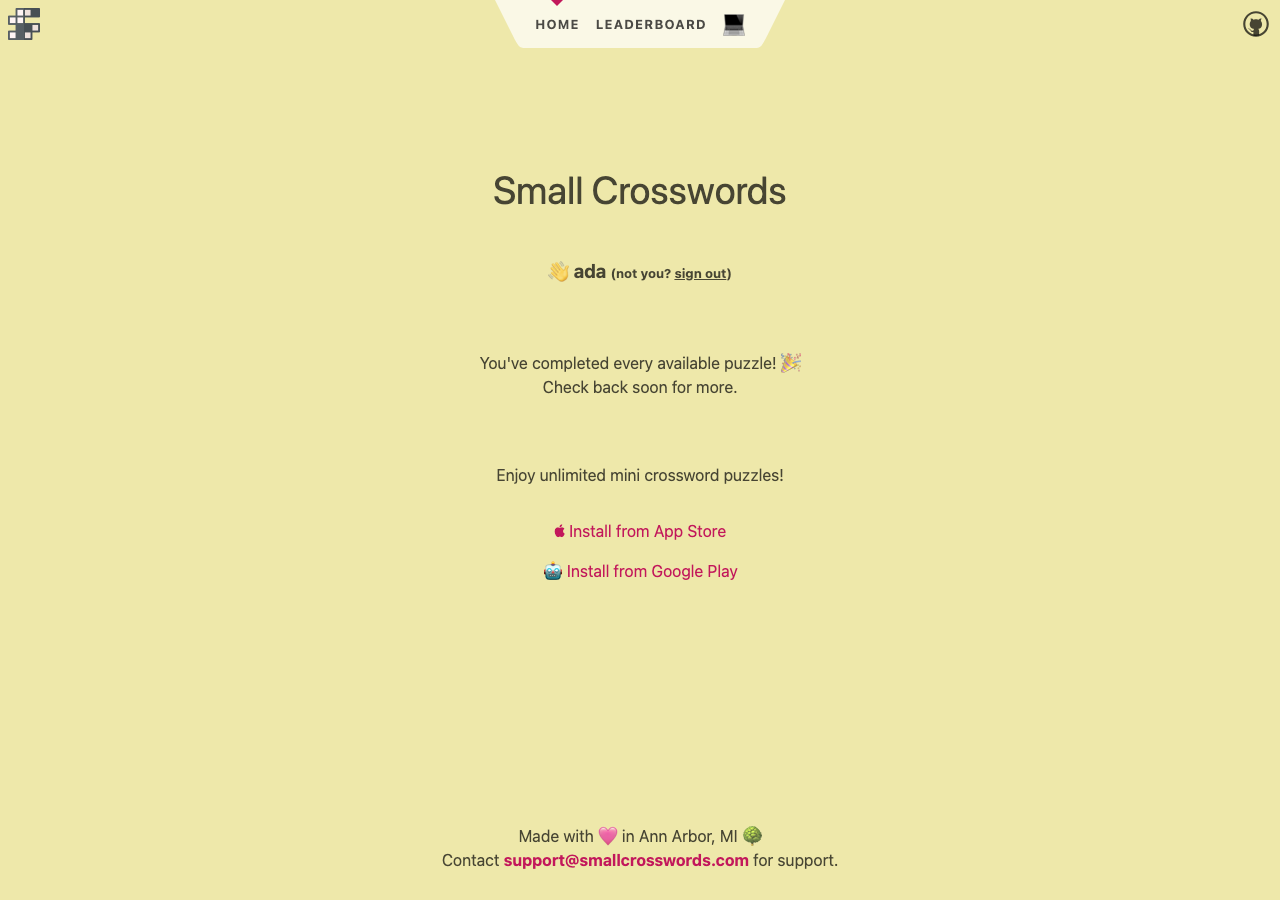 HOME LEADERBOARD 💻
Small Crosswords
👋 ada (not you? sign out)
You've completed every available puzzle! 🎉
Check back soon for more.
Enjoy unlimited mini crossword puzzles!
Install from App Store
🤖 Install from Google Play
Made with 🩷 in Ann Arbor, MI 🌳
Contact support@smallcrosswords.com for support.